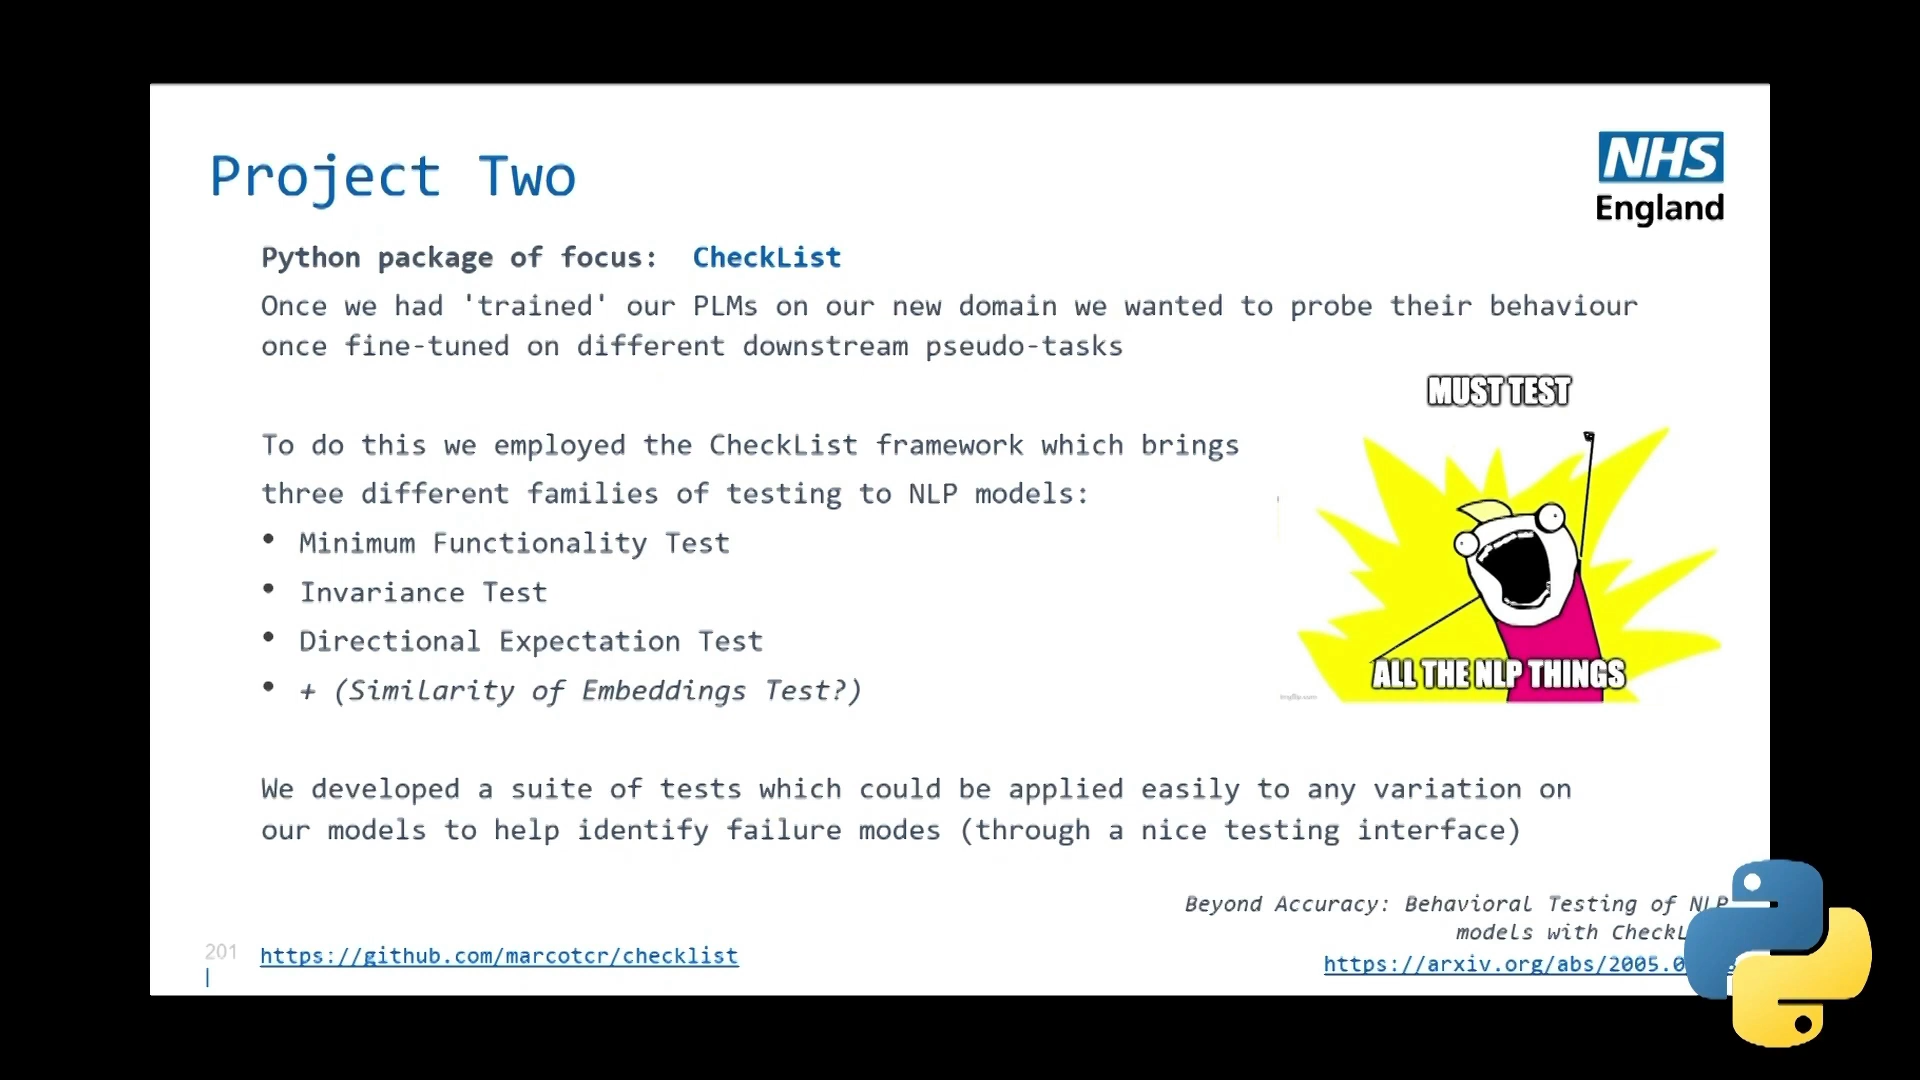 Project Two
NHS
England
Python package of focus: CheckList
Once we had 'trained' our PLMs on our new domain we wanted to probe their behaviour
once fine-tuned on different downstream pseudo-tasks
MUST TEST
To do this we employed the CheckList framework which brings
three different families of testing to NLP models:
• Minimum Functionality Test
• Invariance Test
• Directional Expectation Test
• + (Similarity of Embeddings Test?)
ALL THE NLP THINGS
imgflip.com
We developed a suite of tests which could be applied easily to any variation on
our models to help identify failure modes (through a nice testing interface)
Beyond Accuracy: Behavioral Testing of NLP
models with
201
|
https://github.com/marcotcr/checklist